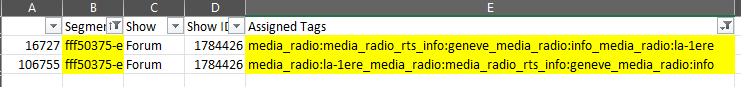 A B C D E
Segmen Show Show ID Assigned Tags
16727 fff50375-e Forum 1784426 media_radio:media_radio_rts_info:geneve_media_radio:info_media_radio:la-1ere
106755 fff50375-e Forum 1784426 media_radio:la-1ere_media_radio:media_radio_rts_info:geneve_media_radio:info